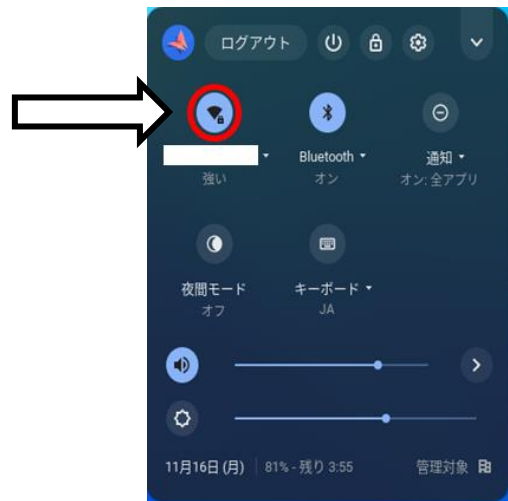 ログアウト
Bluetooth
通知
強い
オン
オン: 全アプリ
夜間モード
キーボード
オフ
JA
11月16日 (月)
81% - 残り 3:55
管理対象